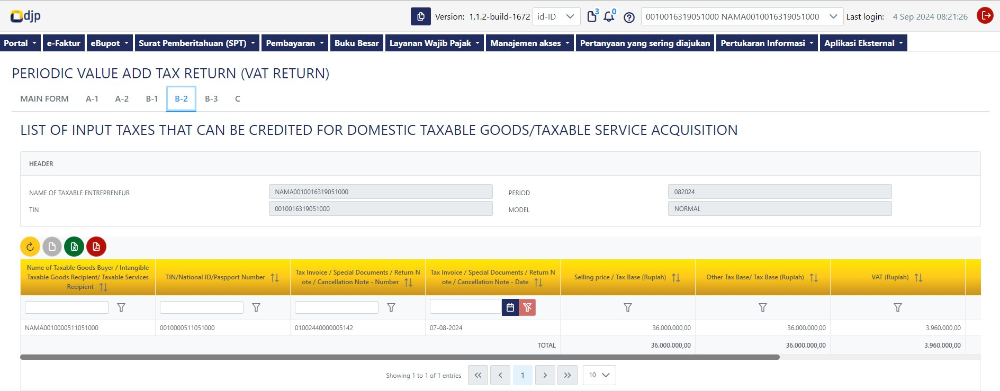 djp
Version: 1.1.2-build-1672
id-ID
3
0
0010016319051000 NAMA0010016319051000
Last login: 4 Sep 2024 08:21:26
Portal
e-Faktur
eBupot
Surat Pemberitahuan (SPT)
Pembayaran
Buku Besar
Layanan Wajib Pajak
Manajemen akses
Pertanyaan yang sering diajukan
Pertukaran Informasi
Aplikasi Eksternal
PERIODIC VALUE ADD TAX RETURN (VAT RETURN)
MAIN FORM
A-1
A-2
B-1
B-2
B-3
C
LIST OF INPUT TAXES THAT CAN BE CREDITED FOR DOMESTIC TAXABLE GOODS/TAXABLE SERVICE ACQUISITION
HEADER
NAME OF TAXABLE ENTREPRENEUR
NAMA0010016319051000
PERIOD
082024
TIN
0010016319051000
MODEL
NORMAL
Name of Taxable Goods Buyer / Intangible
Taxable Goods Recipient/ Taxable Services
Recipient
TIN/National ID/Paspport Number
Tax Invoice / Special Documents / Return N
ote / Cancellation Note - Number
Tax Invoice / Special Documents / Return N
ote / Cancellation Note - Date
Selling price / Tax Base (Rupiah)
Other Tax Base/ Tax Base (Rupiah)
VAT (Rupiah)
NAMA0010000511051000
0010000511051000
01002440000005142
07-08-2024
36.000.000,00
36.000.000,00
3.960.000,00
TOTAL
36.000.000,00
36.000.000,00
3.960.000,00
Showing 1 to 1 of 1 entries
1
10